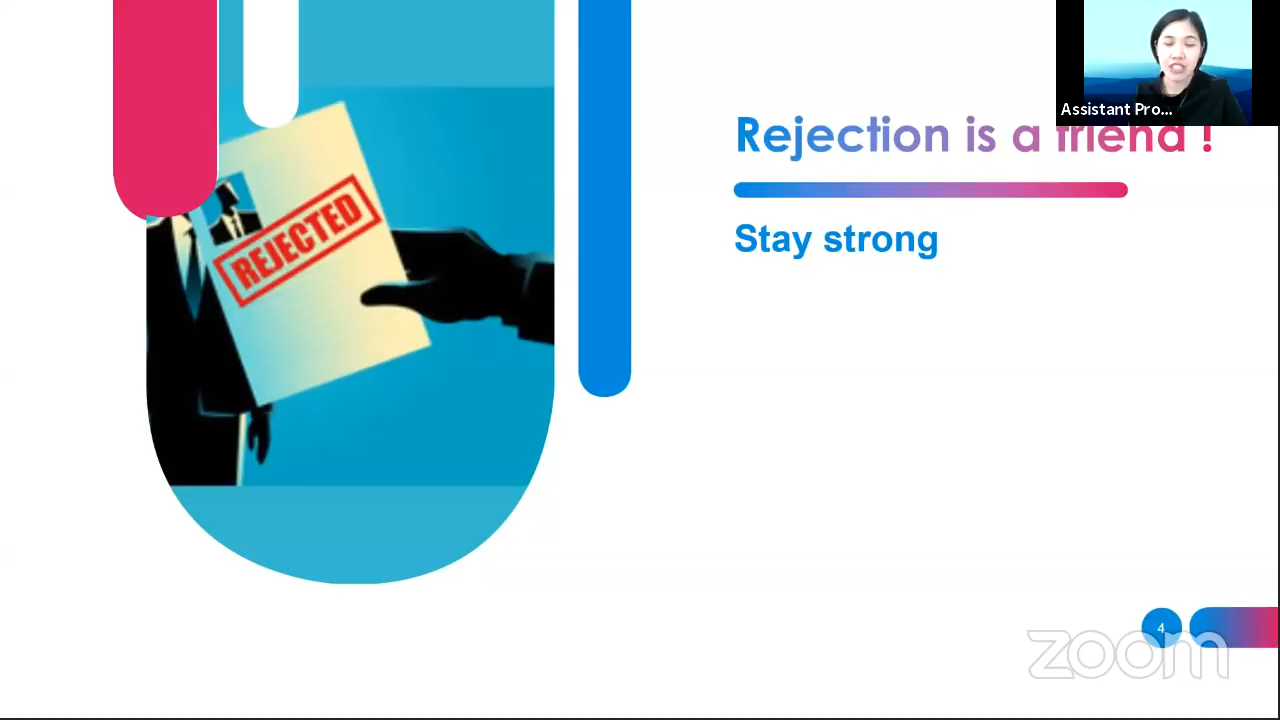 Assistant Pro...
Rejection is a friend !
REJECTED
Stay strong
4
zoom